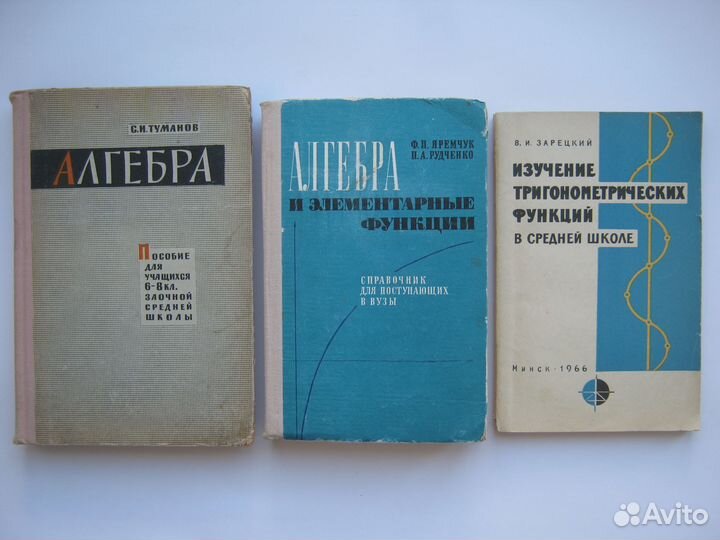 С.И.ТУМАНОВ
АЛГЕБРА
ПОСОБИЕ
ДЛЯ
УЧАЩИХСЯ
6-8 КЛ.
ЗАОЧНОЙ
СРЕДНЕЙ
ШКОЛЫ
Ф.П. ЯРЕМЧУК
П.А. РУДЧЕНКО
АЛГЕБРА
И ЭЛЕМЕНТАРНЫЕ
ФУНКЦИИ
СПРАВОЧНИК
ДЛЯ ПОСТУПАЮЩИХ
В ВУЗЫ
В. И. ЗАРЕЦКИЙ
ИЗУЧЕНИЕ
ТРИГОНОМЕТРИЧЕСКИХ
ФУНКЦИЙ
В СРЕДНЕЙ ШКОЛЕ
МИНСК · 1966
Avito